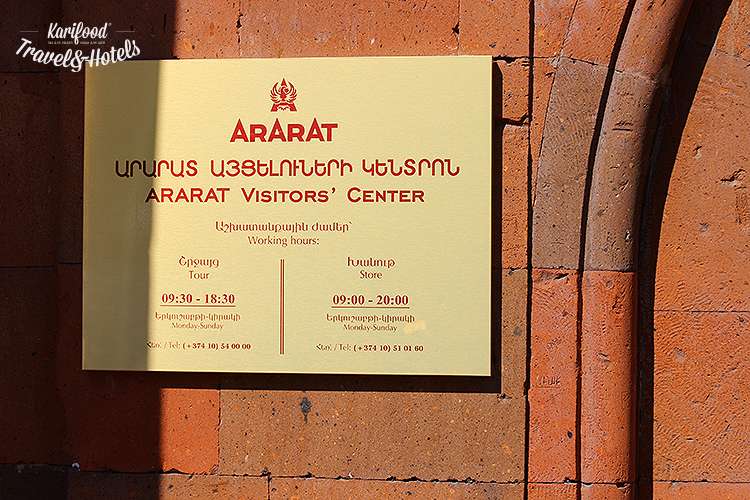 Karifood®
Travel&Hotels
ARARAT
ԱՐԱՐԱՏ ԱՅՑԵԼՈՒՆԵՐԻ ԿԵՆՏՐՈՆ
ARARAT VISITORS’ CENTER
Աշխատանքային ժամեր՝
Working hours:
Շրջայց
Tour
09:30 - 18:30
Երկուշաբթի-կիրակի
Monday-Sunday
Հեռ. / Tel: (+374 10) 54 00 00
Խանութ
Store
09:00 - 20:00
Երկուշաբթի-կիրակի
Monday-Sunday
Հեռ. / Tel: (+374 10) 51 01 60